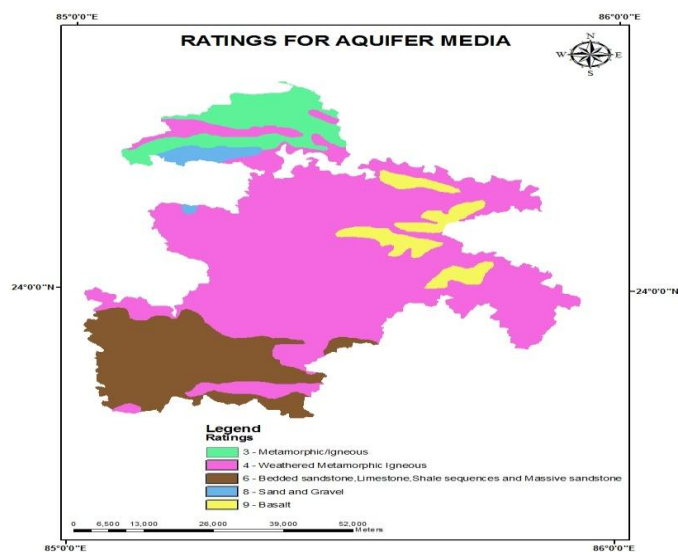 85°0'0"E
86°0'0"E
RATINGS FOR AQUIFER MEDIA
N
W E
S
24°0'0"N
24°0'0"N
Legend
Ratings
3 - Metamorphic/Igneous
4 - Weathered Metamorphic Igneous
6 - Bedded sandstone,Limestone,Shale sequences and Massive sandstone
8 - Sand and Gravel
9 - Basalt
0 6,500 13,000 26,000 39,000 52,000
Meters
85°0'0"E
86°0'0"E